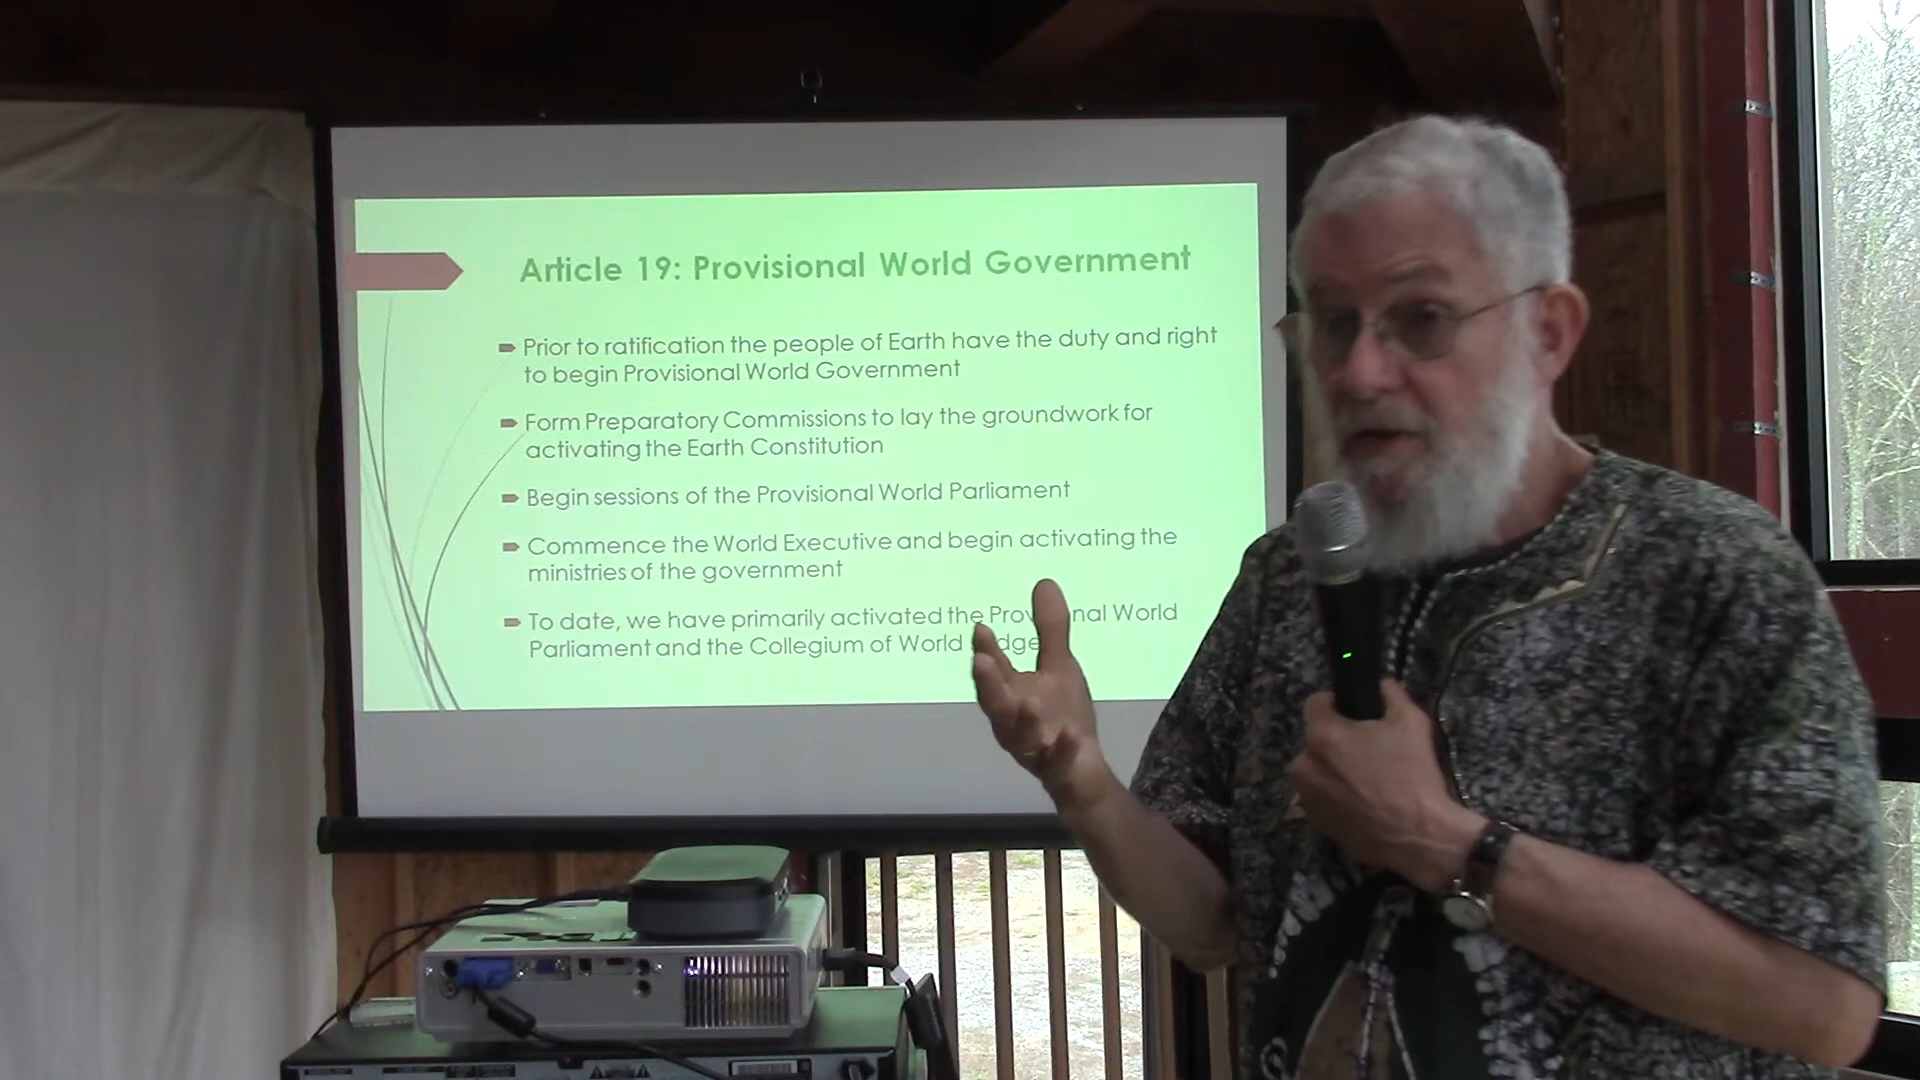 Article 19: Provisional World Government
Prior to ratification the people of Earth have the duty and right
to begin Provisional World Government
Form Preparatory Commissions to lay the groundwork for
activating the Earth Constitution
Begin sessions of the Provisional World Parliament
Commence the World Executive and begin activating the
ministries of the government
To date, we have primarily activated the World
Parliament and the Collegium of World